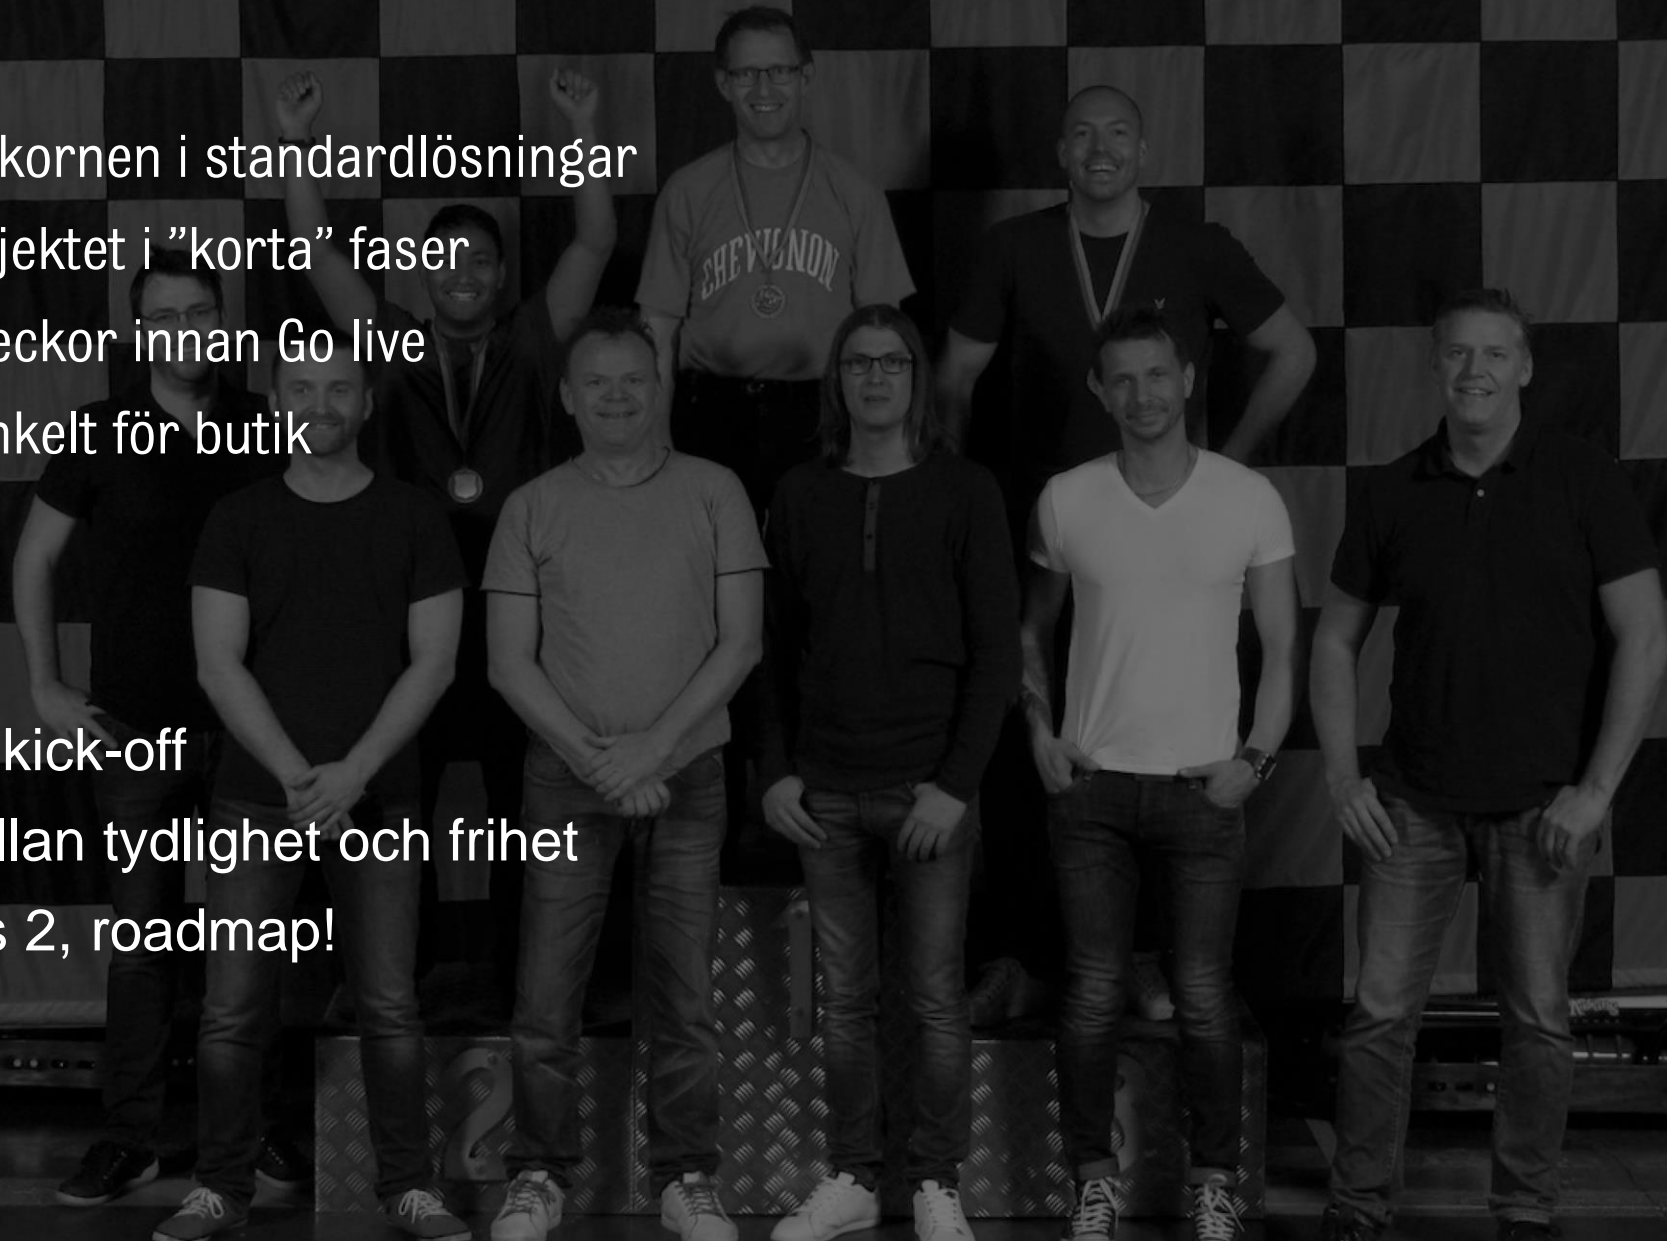 kornen i standardlösningar
jektet i ”korta” faser
eckor innan Go live
nkelt för butik
CHEVIGNON
kick-off
llan tydlighet och frihet
s 2, roadmap!
2